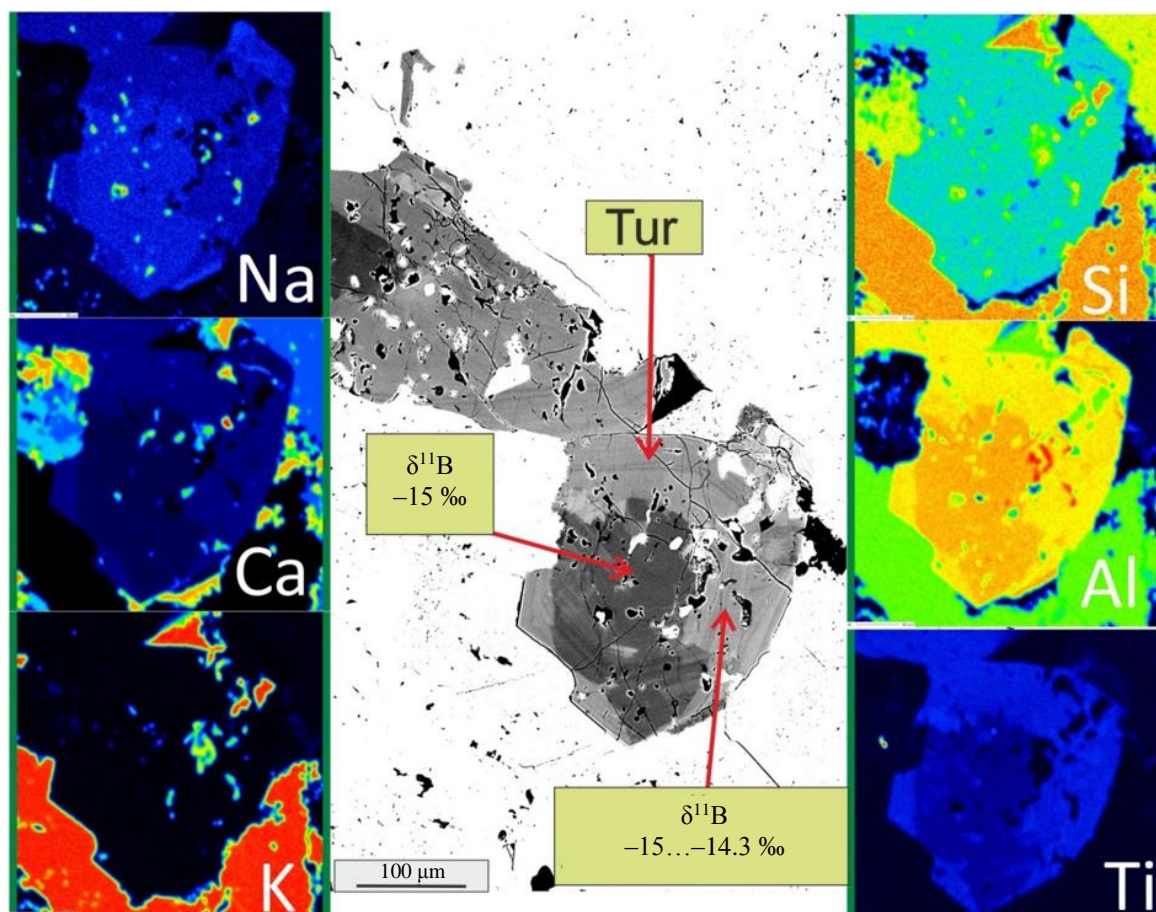 Na
Ca
K
Tur
δ¹¹B
–15 ‰
δ¹¹B
–15…–14.3 ‰
100 μm
Si
Al
Ti